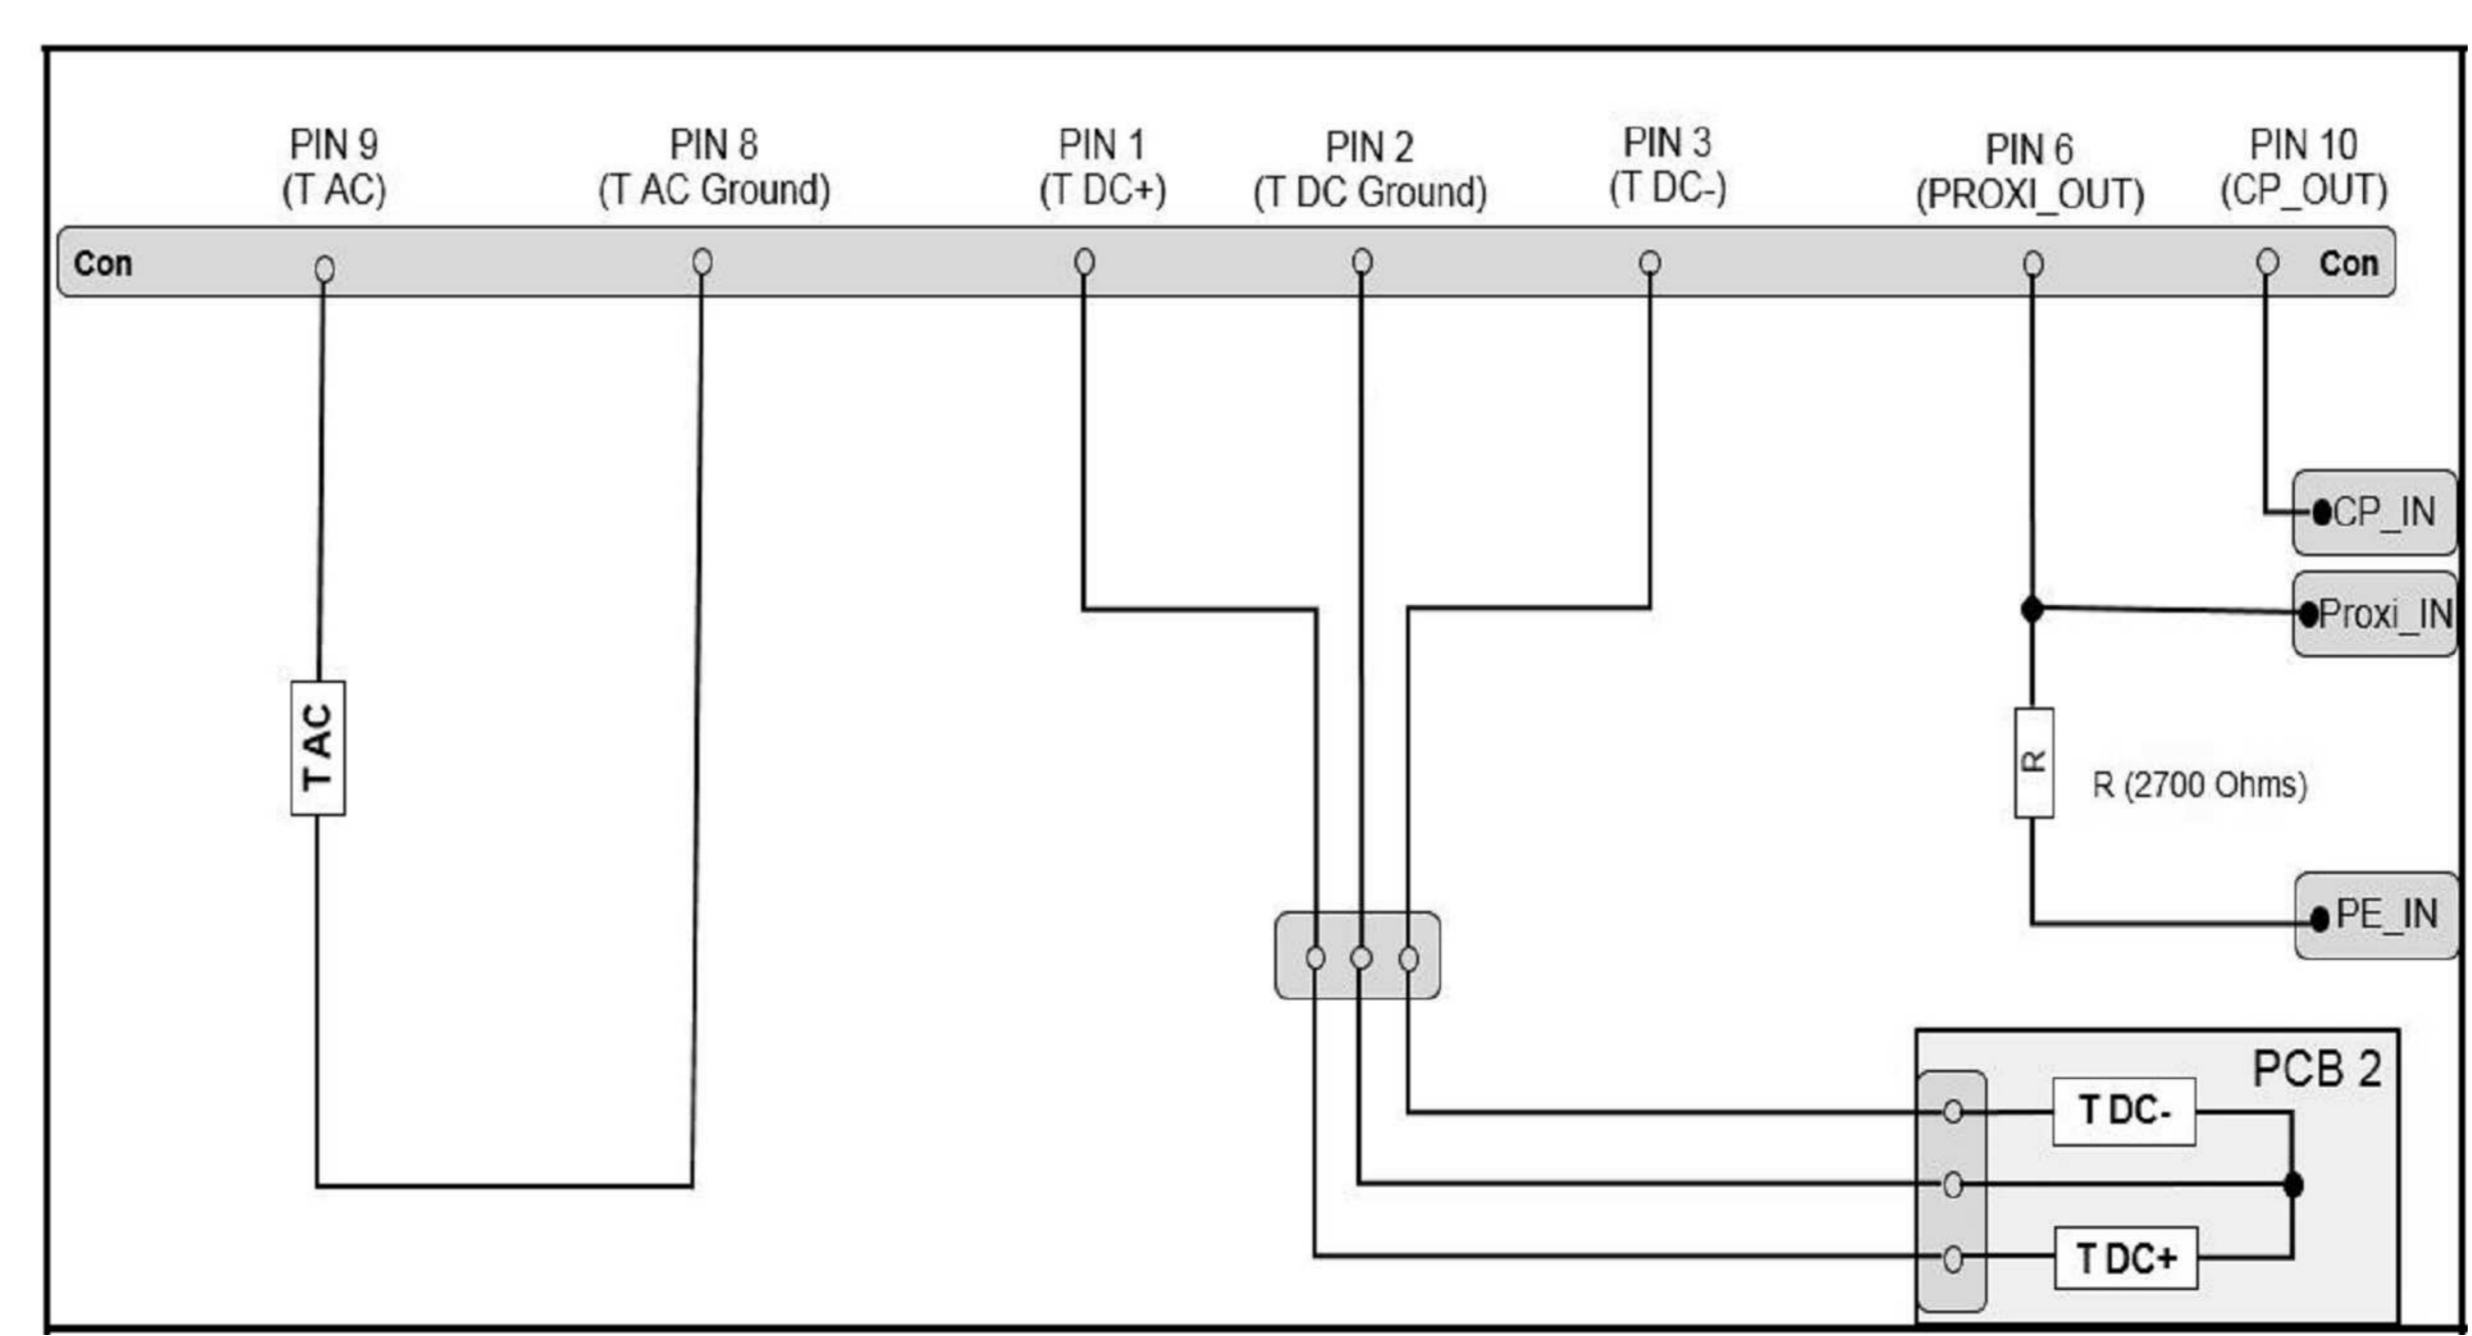 PIN 9
(T AC)
PIN 8
(T AC Ground)
PIN 1
(T DC+)
PIN 2
(T DC Ground)
PIN 3
(T DC-)
PIN 6
(PROXI_OUT)
PIN 10
(CP_OUT)
Con
Con
CP_IN
Proxi_IN
T AC
R
R (2700 Ohms)
PE_IN
PCB 2
T DC-
T DC+